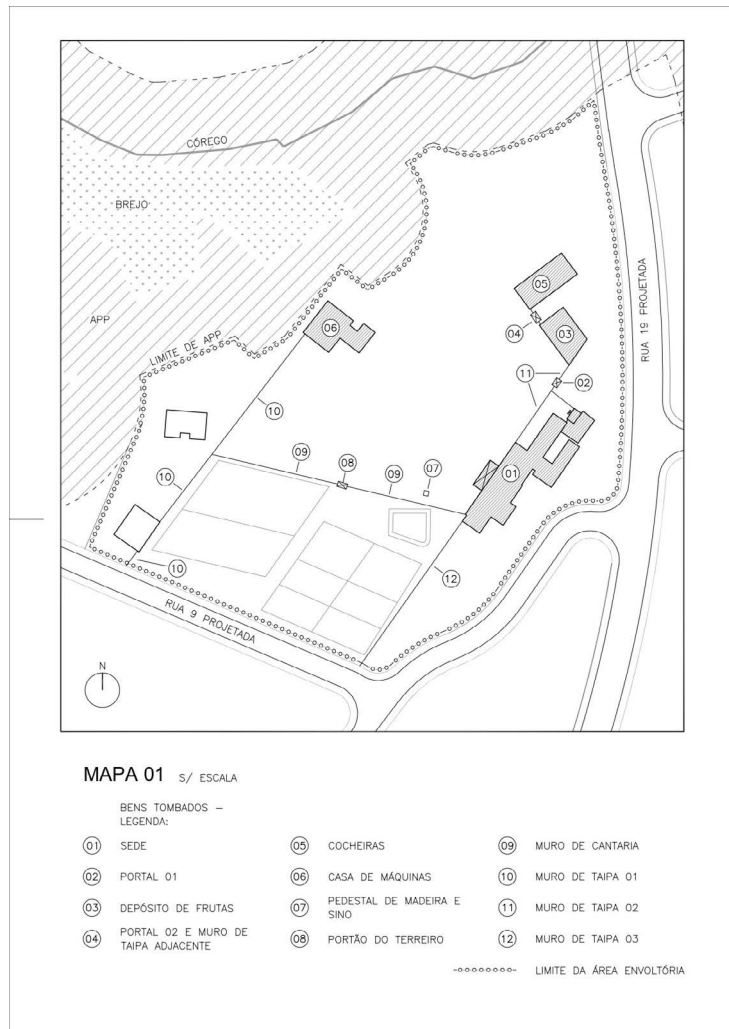 CÓREGO
BREJO
APP
LIMITE DE APP
RUA 19 PROJETADA
05
04
03
06
11
02
10
01
09
08
09
07
10
12
10
RUA 9 PROJETADA
N
MAPA 01 S/ ESCALA
BENS TOMBADOS –
LEGENDA:
01 SEDE
02 PORTAL 01
03 DEPÓSITO DE FRUTAS
04 PORTAL 02 E MURO DE
TAIPA ADJACENTE
05 COCHEIRAS
06 CASA DE MÁQUINAS
07 PEDESTAL DE MADEIRA E
SINO
08 PORTÃO DO TERREIRO
09 MURO DE CANTARIA
10 MURO DE TAIPA 01
11 MURO DE TAIPA 02
12 MURO DE TAIPA 03
LIMITE DA ÁREA ENVOLTÓRIA